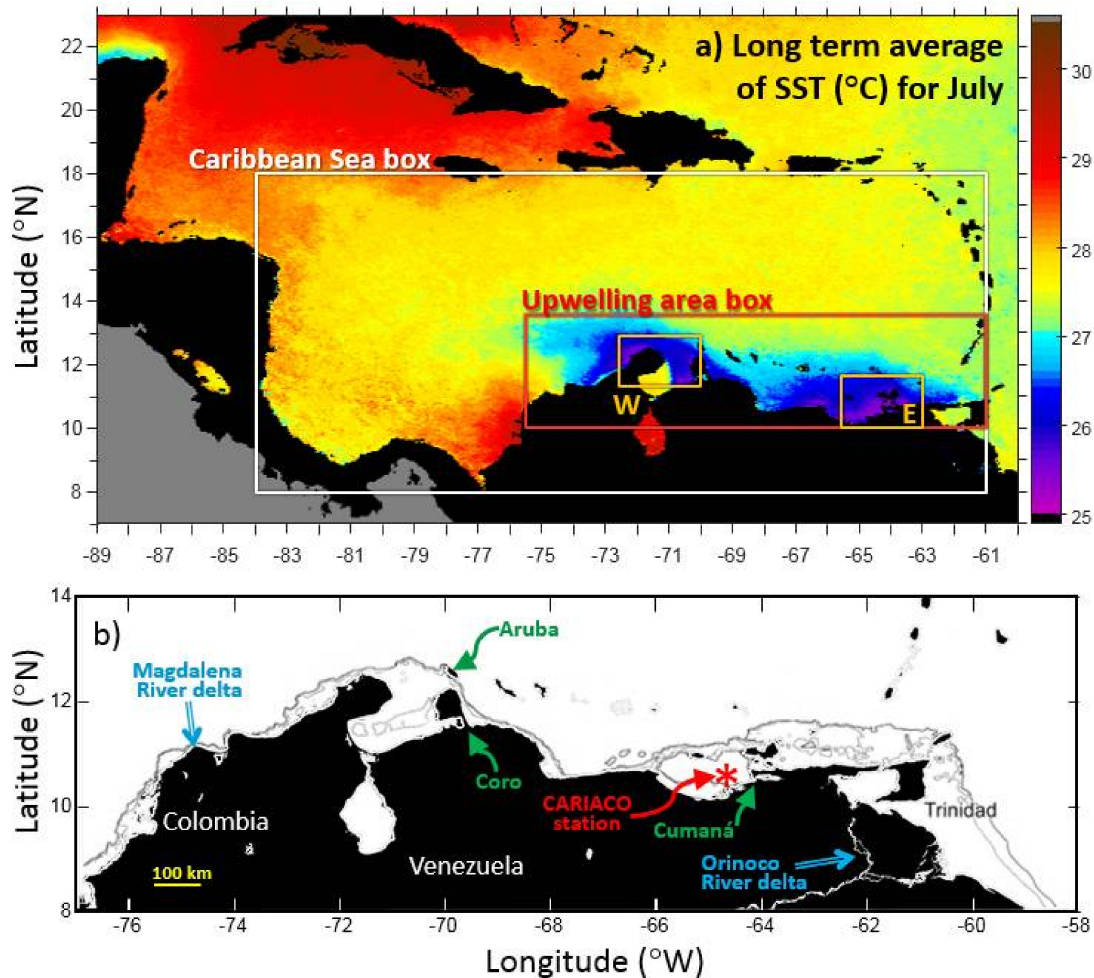 a) Long term average
of SST (°C) for July
Caribbean Sea box
Upwelling area box
W
E
Latitude (°N)
22
20
18
16
14
12
10
8
-89 -87 -85 -83 -81 -79 -77 -75 -73 -71 -69 -67 -65 -63 -61
30
29
28
27
26
25
b)
Aruba
Magdalena
River delta
Coro
CARIACO
station
Cumaná
Trinidad
Colombia
Venezuela
Orinoco
River delta
100 km
Latitude (°N)
14
12
10
8
-76 -74 -72 -70 -68 -66 -64 -62 -60 -58
Longitude (°W)